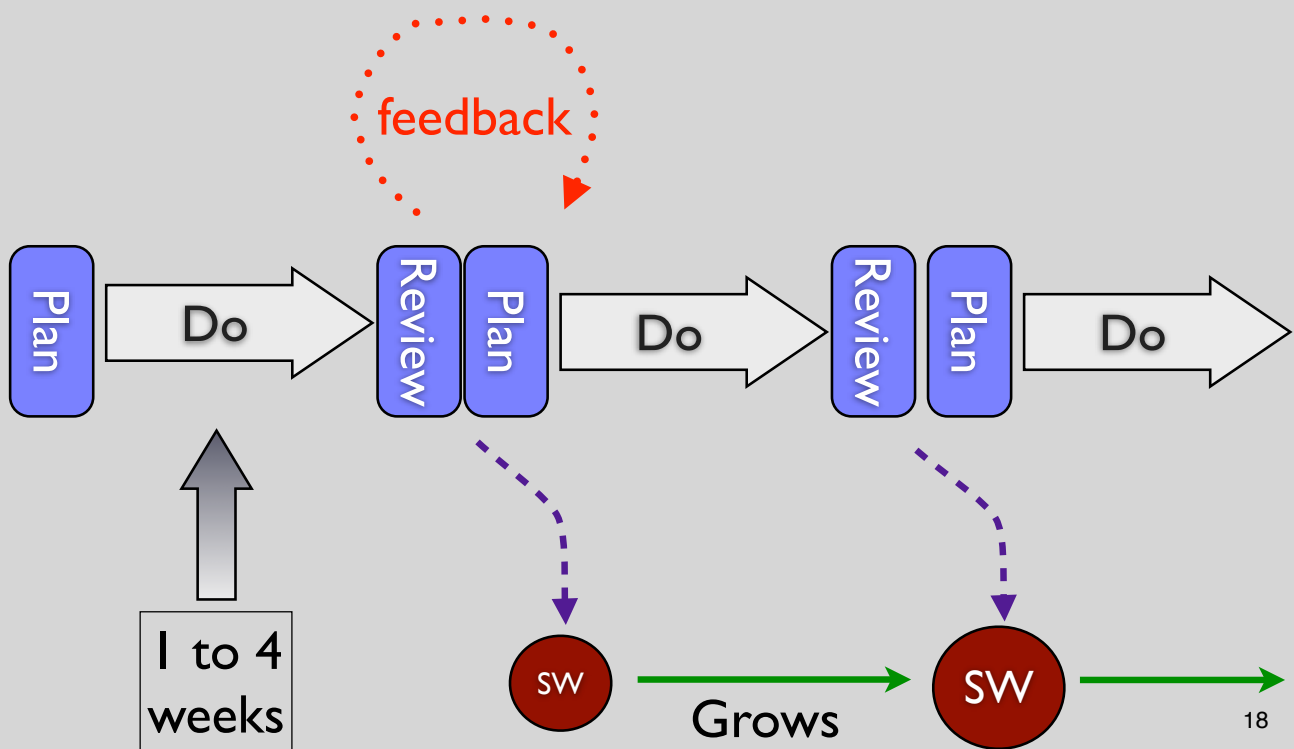 feedback
Plan
Do
Review
Plan
Do
Review
Plan
Do
1 to 4
weeks
SW
Grows
SW
18